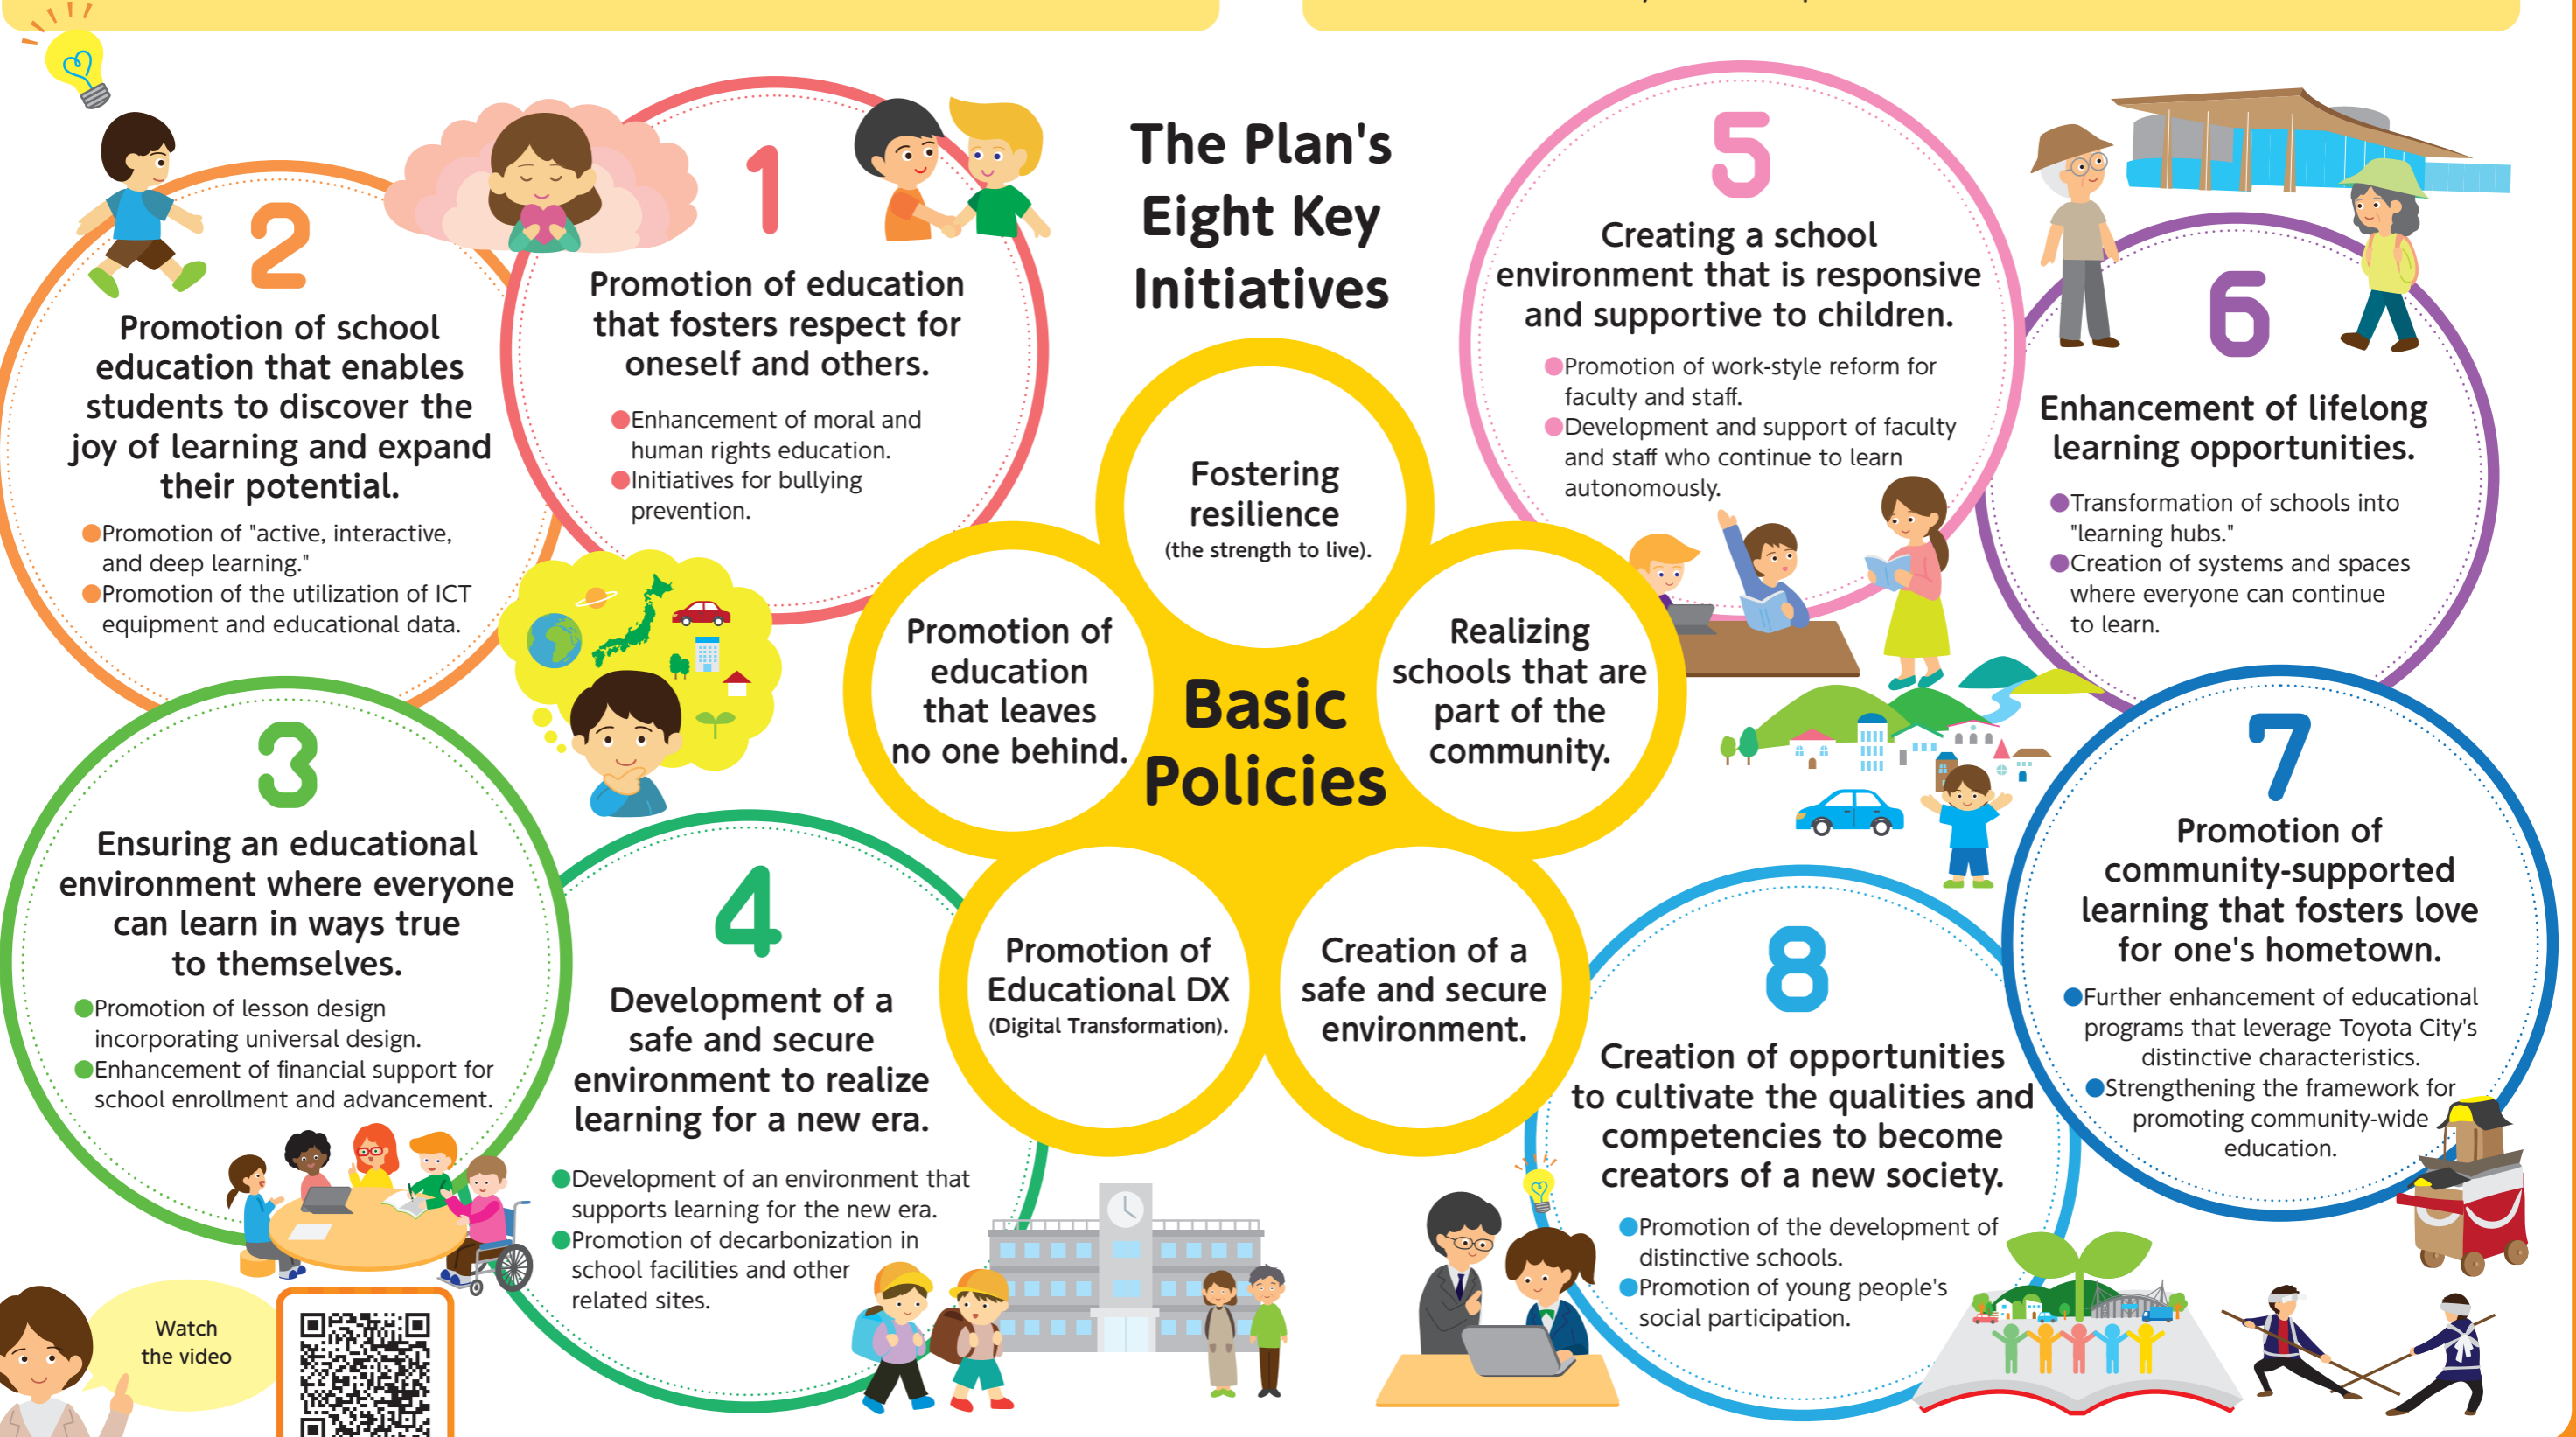 The Plan's
Eight Key
Initiatives
1
Promotion of education
that fosters respect for
oneself and others.
●Enhancement of moral and
human rights education.
●Initiatives for bullying
prevention.
2
Promotion of school
education that enables
students to discover the
joy of learning and expand
their potential.
●Promotion of "active, interactive,
and deep learning."
●Promotion of the utilization of ICT
equipment and educational data.
3
Ensuring an educational
environment where everyone
can learn in ways true
to themselves.
●Promotion of lesson design
incorporating universal design.
●Enhancement of financial support for
school enrollment and advancement.
4
Development of a
safe and secure
environment to realize
learning for a new era.
●Development of an environment that
supports learning for the new era.
●Promotion of decarbonization in
school facilities and other
related sites.
Basic
Policies
Fostering
resilience
(the strength to live).
Promotion of
education
that leaves
no one behind.
Realizing
schools that are
part of the
community.
Promotion of
Educational DX
(Digital Transformation).
Creation of a
safe and secure
environment.
5
Creating a school
environment that is responsive
and supportive to children.
●Promotion of work-style reform for
faculty and staff.
●Development and support of faculty
and staff who continue to learn
autonomously.
6
Enhancement of lifelong
learning opportunities.
●Transformation of schools into
"learning hubs."
●Creation of systems and spaces
where everyone can continue
to learn.
7
Promotion of
community-supported
learning that fosters love
for one's hometown.
●Further enhancement of educational
programs that leverage Toyota City's
distinctive characteristics.
●Strengthening the framework for
promoting community-wide
education.
8
Creation of opportunities
to cultivate the qualities and
competencies to become
creators of a new society.
●Promotion of the development of
distinctive schools.
●Promotion of young people's
social participation.
Watch
the video